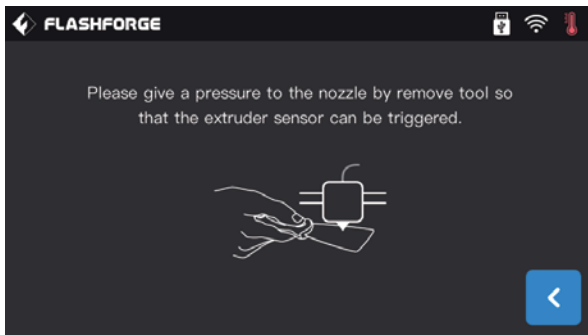 FLASHFORGE
Please give a pressure to the nozzle by remove tool so
that the extruder sensor can be triggered.